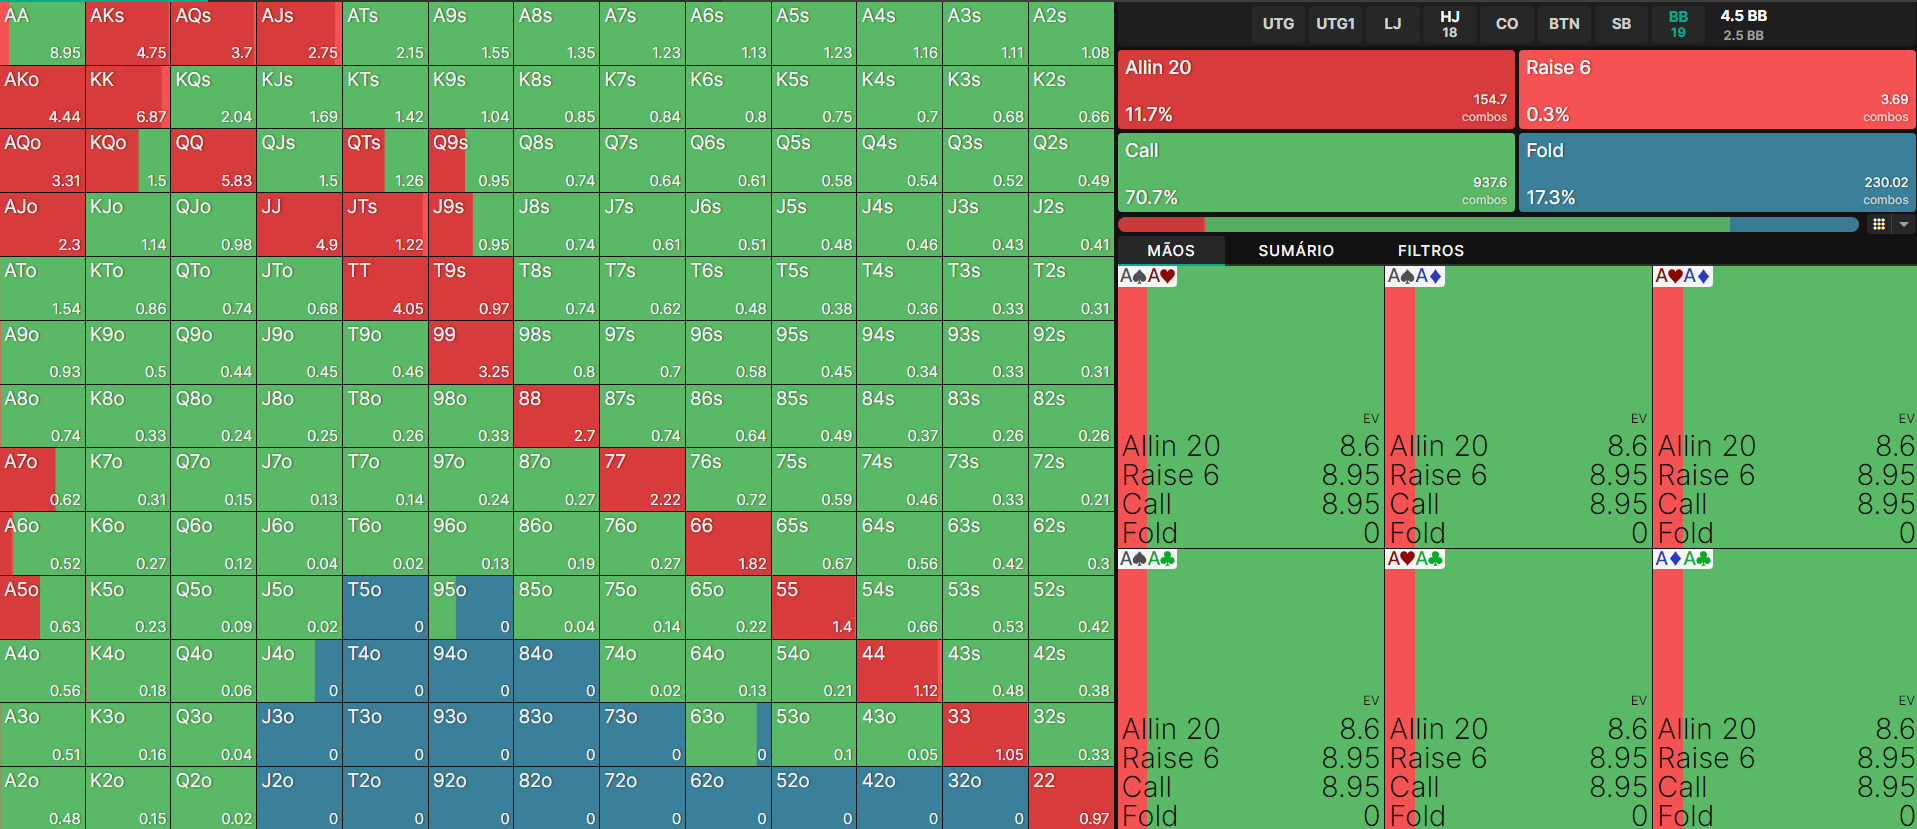 UTG UTG1 LJ HJ 18 CO BTN SB BB 19 4.5 BB 2.5 BB
AA 8.95 AKs 4.75 AQs 3.7 AJs 2.75 ATs 2.15 A9s 1.55 A8s 1.35 A7s 1.23 A6s 1.13 A5s 1.23 A4s 1.16 A3s 1.11 A2s 1.08
AKo 4.44 KK 6.87 KQs 2.04 KJs 1.69 KTs 1.42 K9s 1.04 K8s 0.85 K7s 0.84 K6s 0.8 K5s 0.75 K4s 0.7 K3s 0.68 K2s 0.66
AQo 3.31 KQo 1.5 QQ 5.83 QJs 1.5 QTs 1.26 Q9s 0.95 Q8s 0.74 Q7s 0.64 Q6s 0.61 Q5s 0.58 Q4s 0.54 Q3s 0.52 Q2s 0.49
AJo 2.3 KJo 1.14 QJo 0.98 JJ 4.9 JTs 1.22 J9s 0.95 J8s 0.74 J7s 0.61 J6s 0.51 J5s 0.48 J4s 0.46 J3s 0.43 J2s 0.41
ATo 1.54 KTo 0.86 QTo 0.74 JTo 0.68 TT 4.05 T9s 0.97 T8s 0.74 T7s 0.62 T6s 0.48 T5s 0.38 T4s 0.36 T3s 0.33 T2s 0.31
A9o 0.93 K9o 0.5 Q9o 0.44 J9o 0.45 T9o 0.46 99 3.25 98s 0.8 97s 0.7 96s 0.58 95s 0.45 94s 0.34 93s 0.33 92s 0.31
A8o 0.74 K8o 0.33 Q8o 0.24 J8o 0.25 T8o 0.26 98o 0.33 88 2.7 87s 0.74 86s 0.64 85s 0.49 84s 0.37 83s 0.26 82s 0.26
A7o 0.62 K7o 0.31 Q7o 0.15 J7o 0.13 T7o 0.14 97o 0.24 87o 0.27 77 2.22 76s 0.72 75s 0.59 74s 0.46 73s 0.33 72s 0.21
A6o 0.52 K6o 0.27 Q6o 0.12 J6o 0.04 T6o 0.02 96o 0.13 86o 0.19 76o 0.27 66 1.82 65s 0.67 64s 0.56 63s 0.42 62s 0.3
A5o 0.63 K5o 0.23 Q5o 0.09 J5o 0.02 T5o 0 95o 0 85o 0.04 75o 0.14 65o 0.22 55 1.4 54s 0.66 53s 0.53 52s 0.42
A4o 0.56 K4o 0.18 Q4o 0.06 J4o 0 T4o 0 94o 0 84o 0 74o 0.02 64o 0.13 54o 0.21 44 1.12 43s 0.48 42s 0.38
A3o 0.51 K3o 0.16 Q3o 0.04 J3o 0 T3o 0 93o 0 83o 0 73o 0 63o 0 53o 0.1 43o 0.05 33 1.05 32s 0.33
A2o 0.48 K2o 0.15 Q2o 0.02 J2o 0 T2o 0 92o 0 82o 0 72o 0 62o 0 52o 0 42o 0 32o 0 22 0.97
Allin 20 11.7% 154.7 combos
Raise 6 0.3% 3.69 combos
Call 70.7% 937.6 combos
Fold 17.3% 230.02 combos
MÃOS SUMÁRIO FILTROS
A♠A♥ A♠A♦ A♥A♦
EV EV EV
Allin 20 8.6 Allin 20 8.6 Allin 20 8.6
Raise 6 8.95 Raise 6 8.95 Raise 6 8.95
Call 8.95 Call 8.95 Call 8.95
Fold 0 Fold 0 Fold 0
A♠A♣ A♥A♣ A♦A♣
EV EV EV
Allin 20 8.6 Allin 20 8.6 Allin 20 8.6
Raise 6 8.95 Raise 6 8.95 Raise 6 8.95
Call 8.95 Call 8.95 Call 8.95
Fold 0 Fold 0 Fold 0